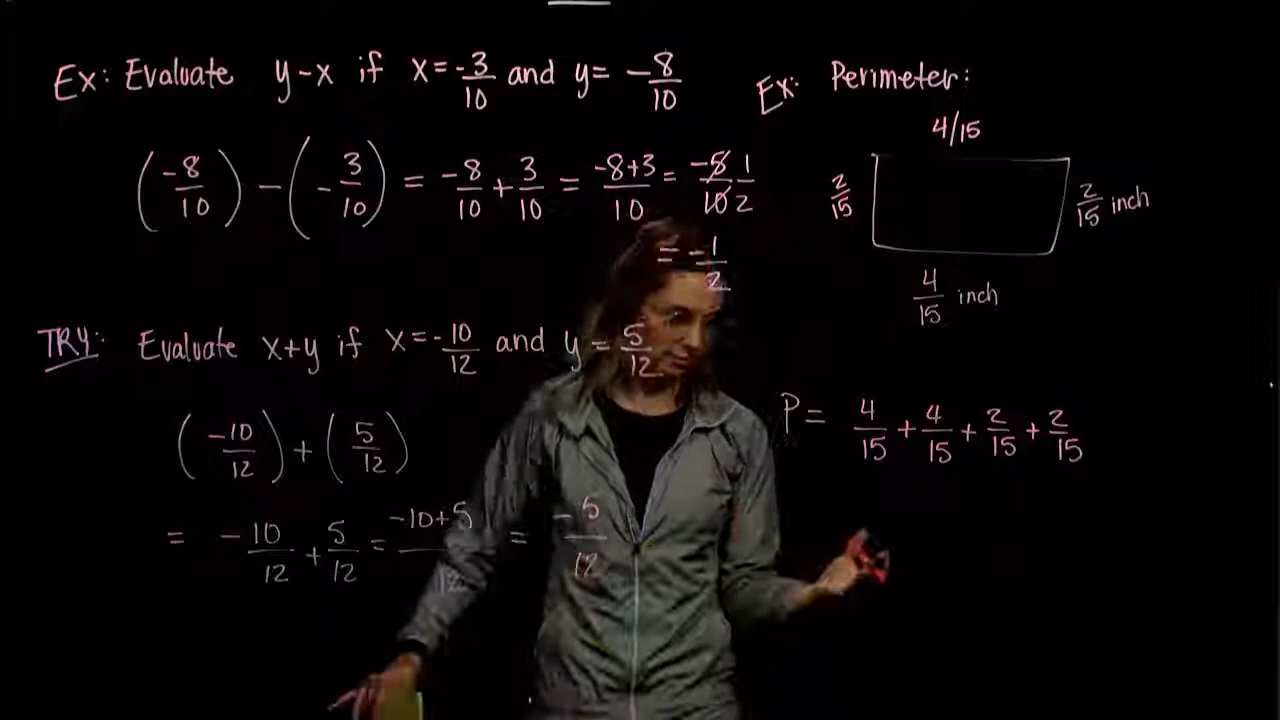 Ex: Evaluate y-x if x=-3/10 and y= -8/10
(-8/10) - (-3/10) = -8/10 + 3/10 = -8+3/10 = -5/10 1/2
= -1/2
TRY: Evaluate x+y if x=-10/12 and y=5/12
(-10/12) + (5/12)
= -10/12 + 5/12 = -10+5/12 = -5/12
Ex: Perimeter:
4/15
2/15
2/15 inch
4/15 inch
P= 4/15 + 4/15 + 2/15 + 2/15